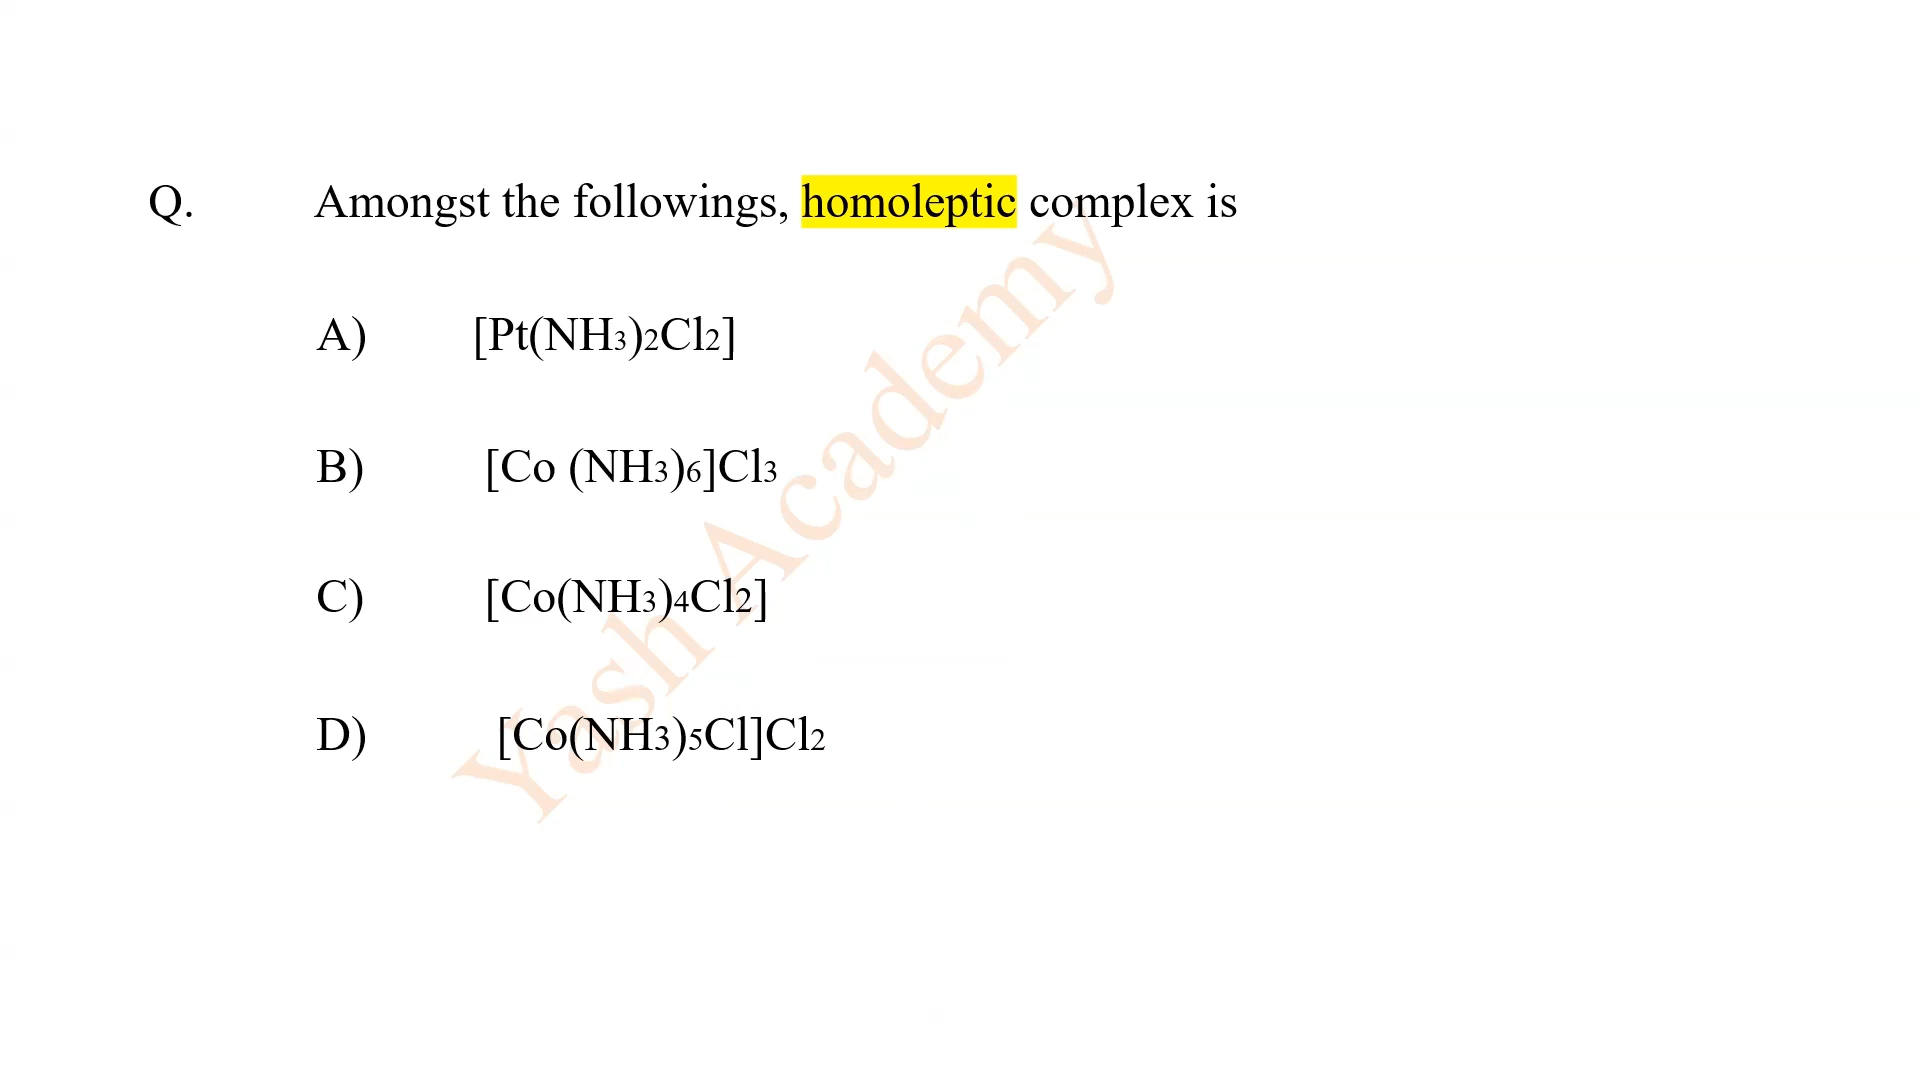 Q. Amongst the followings, homoleptic complex is
A) [Pt(NH3)2Cl2]
B) [Co (NH3)6]Cl3
C) [Co(NH3)4Cl2]
D) [Co(NH3)5Cl]Cl2
Yash Academy